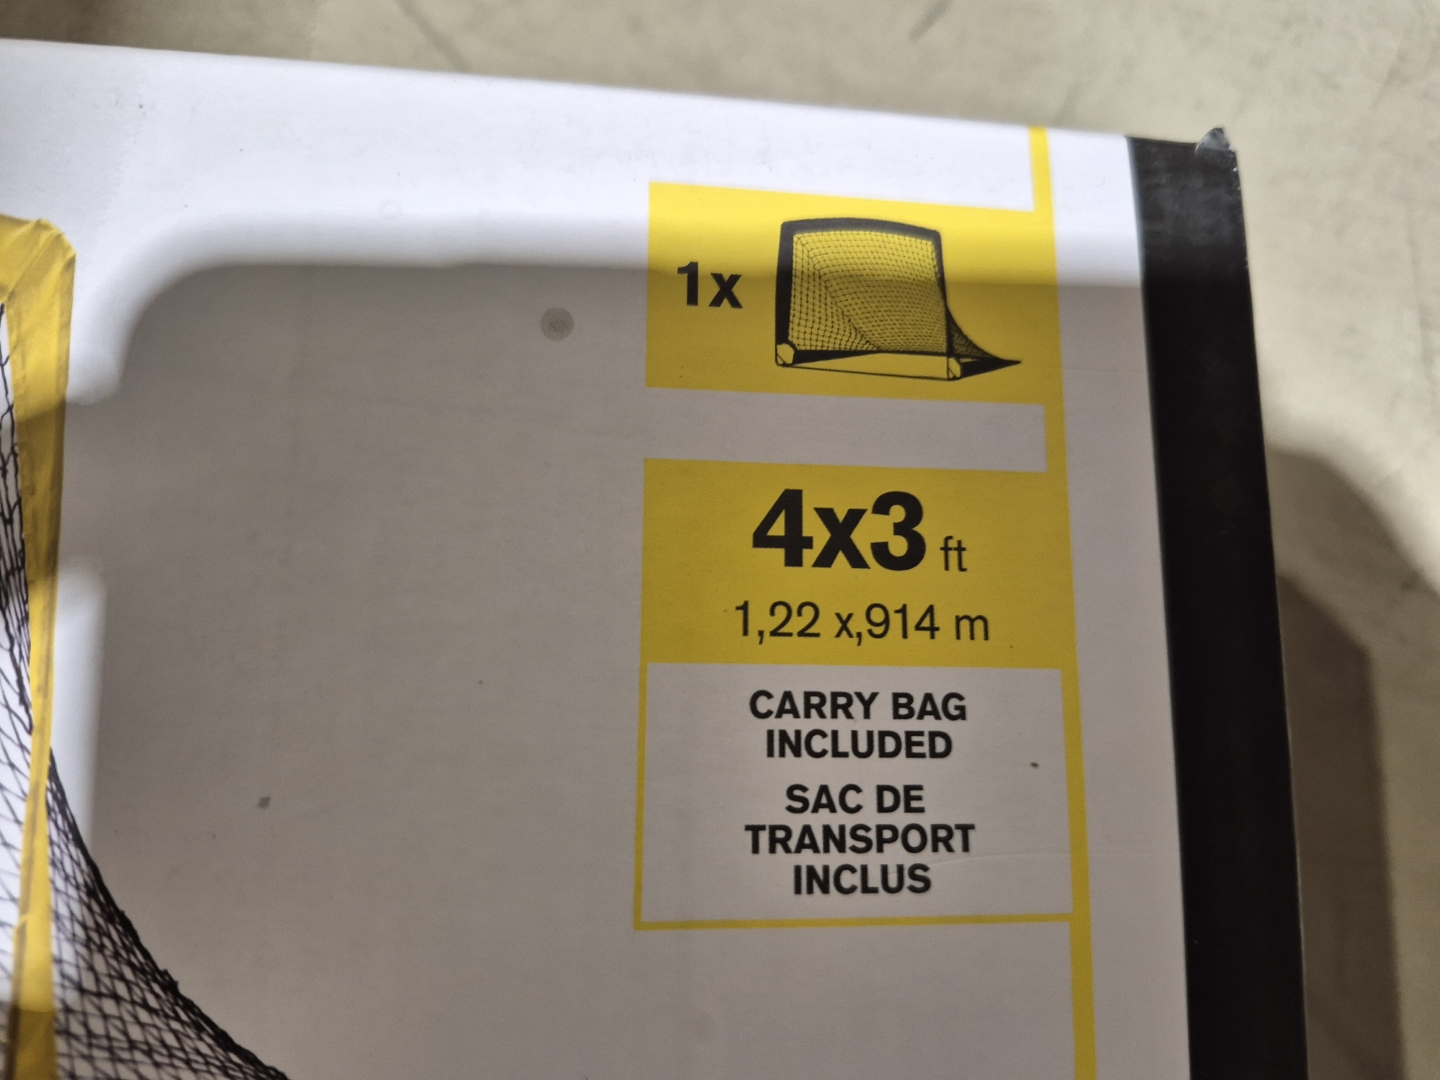 1x
4x3 ft
1,22 x,914 m
CARRY BAG
INCLUDED
SAC DE
TRANSPORT
INCLUS